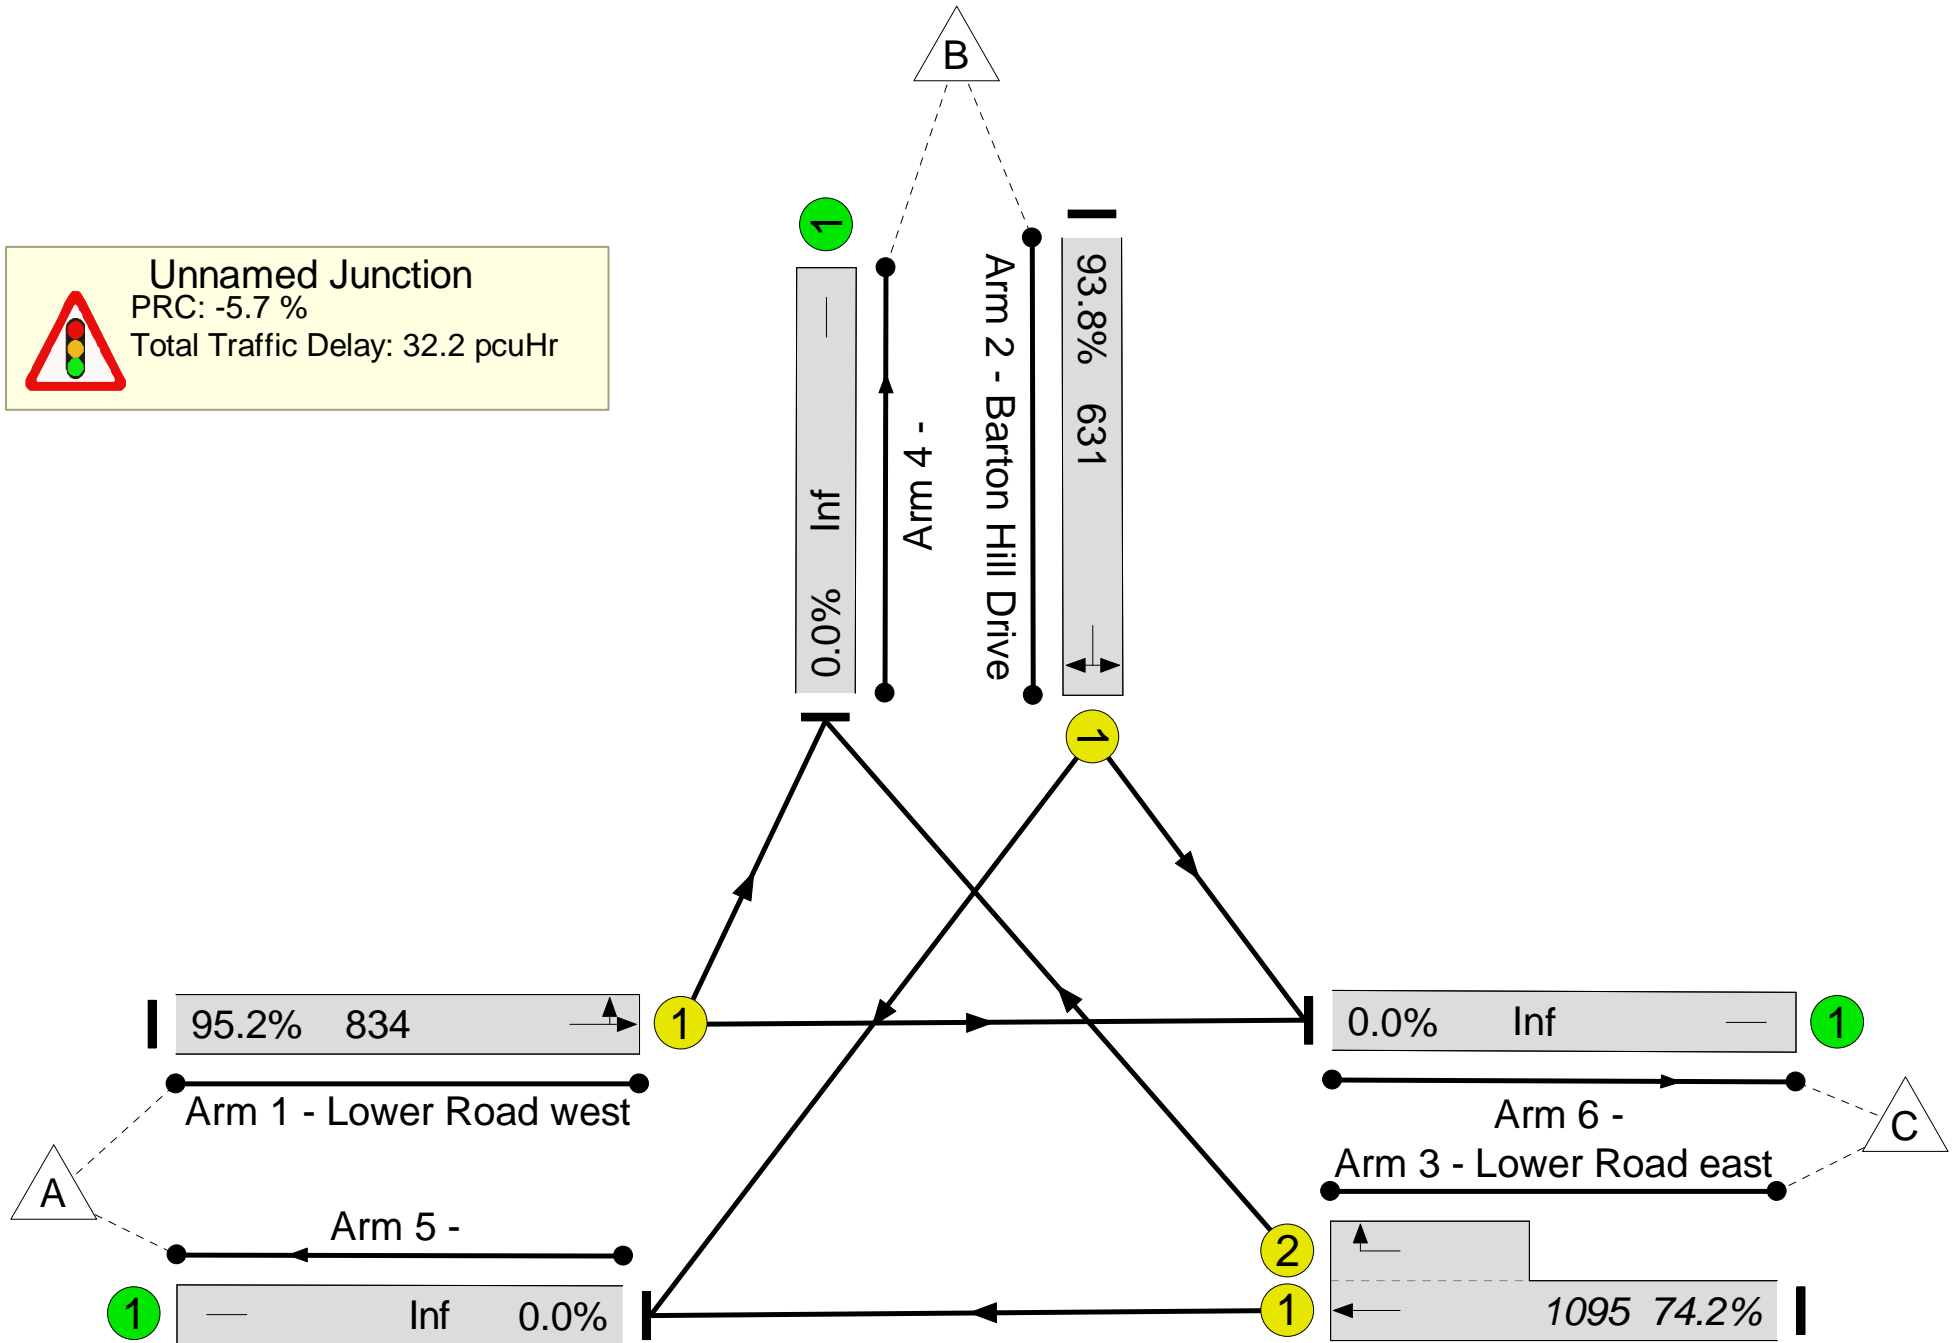 B
Unnamed Junction
PRC: -5.7 %
Total Traffic Delay: 32.2 pcuHr
1
0.0% Inf
Arm 4 -
Arm 2 - Barton Hill Drive
93.8% 631
1
95.2% 834
1
0.0% Inf
1
Arm 1 - Lower Road west
Arm 6 -
C
Arm 3 - Lower Road east
A
Arm 5 -
2
1
Inf 0.0%
1
1095 74.2%